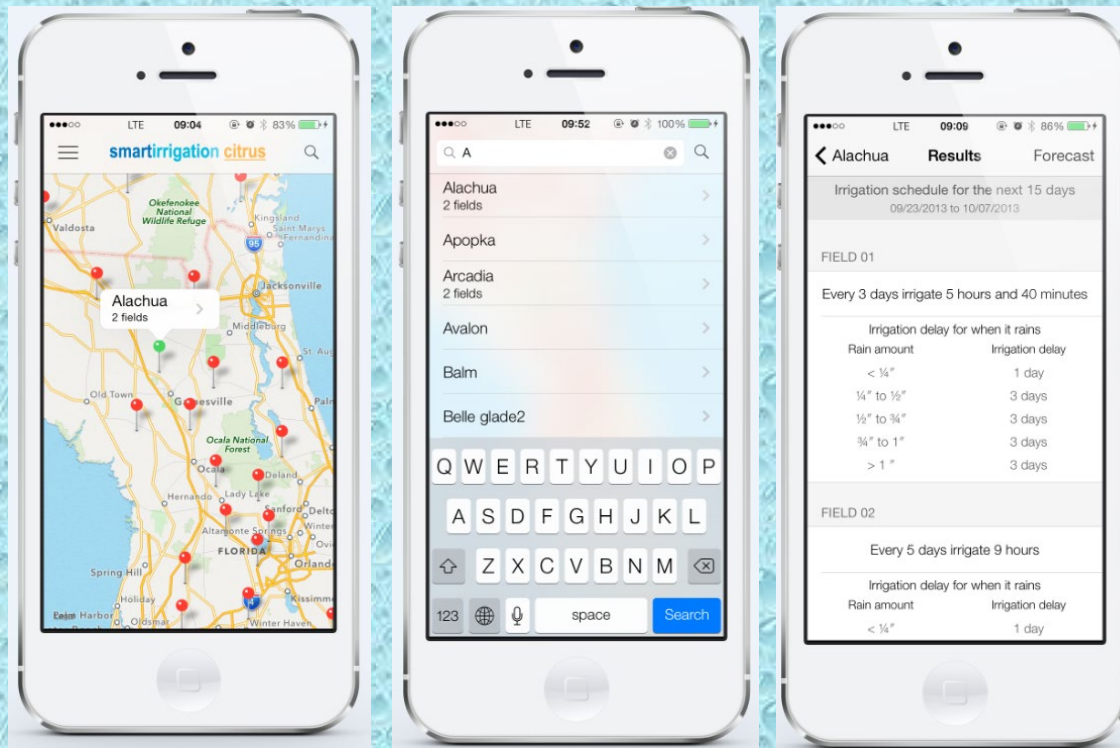 LTE 09:04 83%
smartirrigation citrus
Okefenokee
National
Wildlife Refuge
Kingsland
Valdosta
Saint Marys
Fernandina
95
Jacksonville
Alachua
2 fields
Middleburg
St. Aug
Old Town
Palm
Ocala National
Forest
Ocala
Deland
Hernando
Lady Lake
Sanford
Delto
Altamonte Springs
Winter
Ovi
FLORIDA
Orlando
Spring Hill
Holiday
Kissimm
Harbor
Oldsmar
Winter Haven
Legal
LTE 09:52 100%
A
Alachua
2 fields
Apopka
Arcadia
2 fields
Avalon
Balm
Belle glade2
Q W E R T Y U I O P
A S D F G H J K L
Z X C V B N M
123 space Search
LTE 09:09 86%
Alachua Results Forecast
Irrigation schedule for the next 15 days
09/23/2013 to 10/07/2013
FIELD 01
Every 3 days irrigate 5 hours and 40 minutes
Irrigation delay for when it rains
Rain amount Irrigation delay
< ¼" 1 day
¼" to ½" 3 days
½" to ¾" 3 days
¾" to 1" 3 days
> 1 " 3 days
FIELD 02
Every 5 days irrigate 9 hours
Irrigation delay for when it rains
Rain amount Irrigation delay
< ¼" 1 day